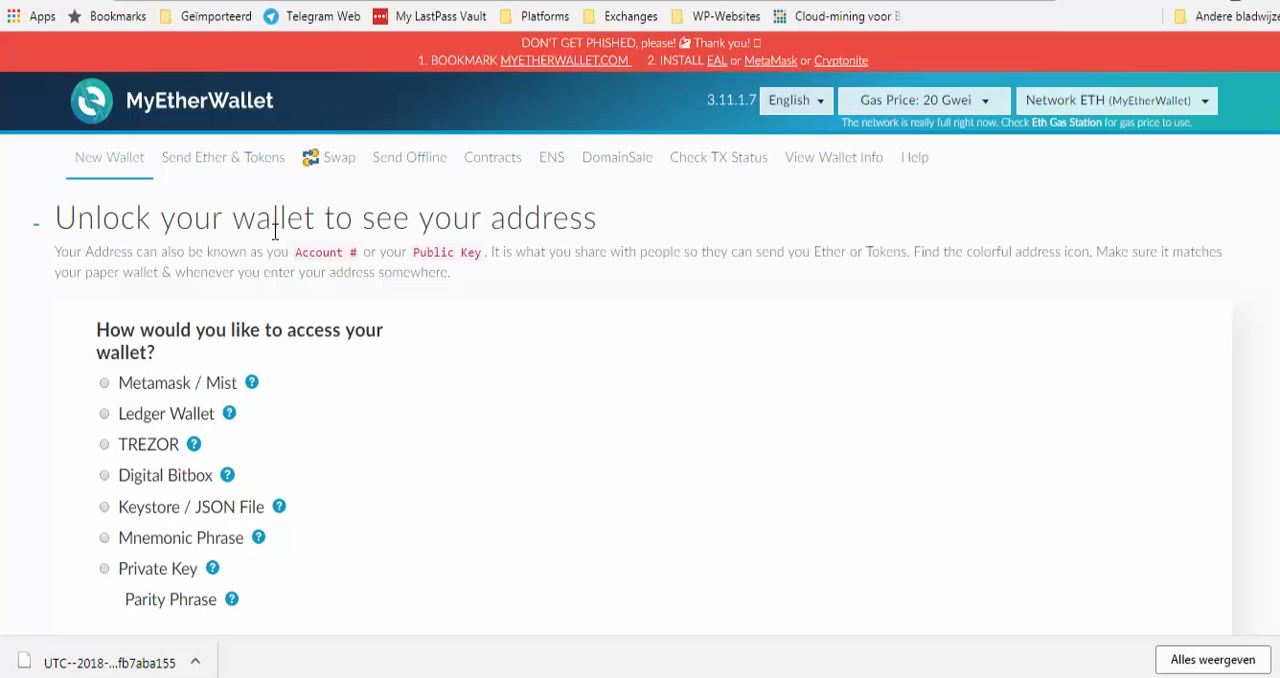 Apps Bookmarks Geïmporteerd Telegram Web My LastPass Vault Platforms Exchanges WP-Websites Cloud-mining voor Andere bladwijze
DON'T GET PHISHED, please! Thank you!
1. BOOKMARK MYETHERWALLET.COM 2. INSTALL EAL or MetaMask or Cryptonite
MyEtherWallet 3.11.1.7 English Gas Price: 20 Gwei Network ETH (MyEtherWallet)
The network is really full right now. Check Eth Gas Station for gas price to use.
New Wallet Send Ether & Tokens Swap Send Offline Contracts ENS DomainSale Check TX Status View Wallet Info Help
- Unlock your wallet to see your address
Your Address can also be known as you Account # or your Public Key. It is what you share with people so they can send you Ether or Tokens. Find the colorful address icon. Make sure it matches
your paper wallet & whenever you enter your address somewhere.
How would you like to access your
wallet?
Metamask / Mist ?
Ledger Wallet ?
TREZOR ?
Digital Bitbox ?
Keystore / JSON File ?
Mnemonic Phrase ?
Private Key ?
Parity Phrase ?
UTC--2018-...fb7aba155 Alles weergeven